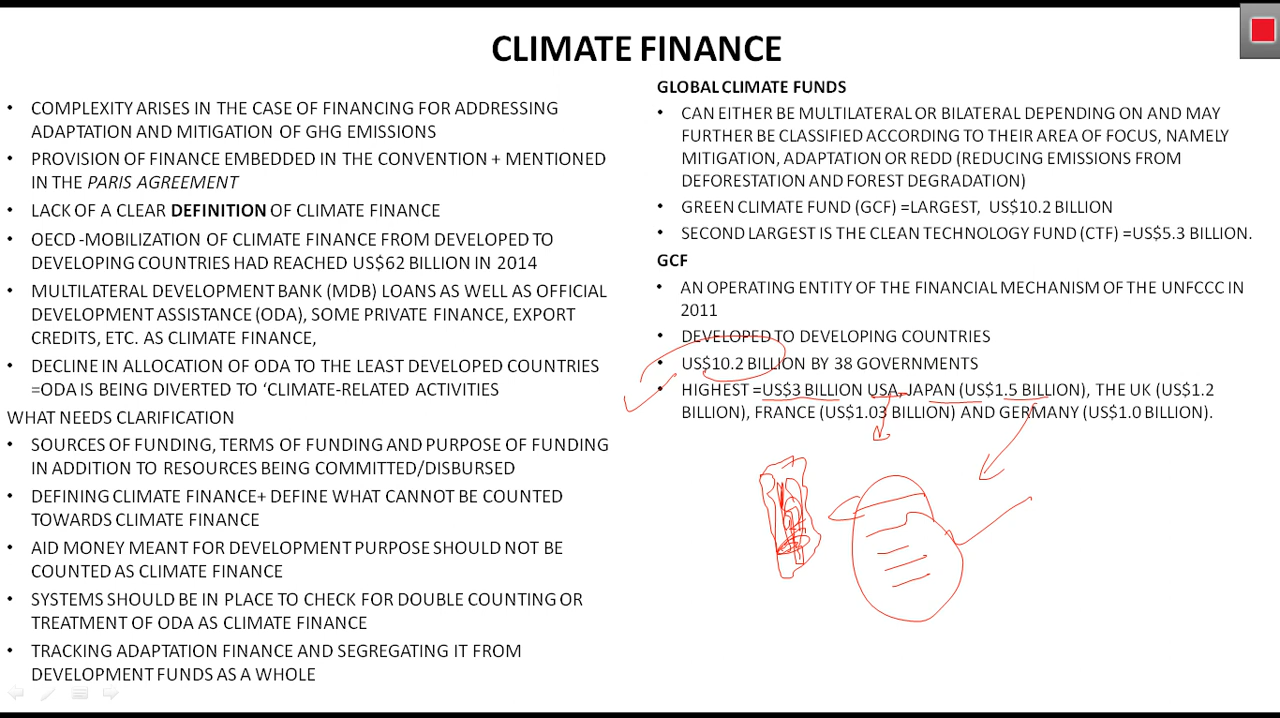 CLIMATE FINANCE
• COMPLEXITY ARISES IN THE CASE OF FINANCING FOR ADDRESSING
ADAPTATION AND MITIGATION OF GHG EMISSIONS
• PROVISION OF FINANCE EMBEDDED IN THE CONVENTION + MENTIONED
IN THE PARIS AGREEMENT
• LACK OF A CLEAR DEFINITION OF CLIMATE FINANCE
• OECD -MOBILIZATION OF CLIMATE FINANCE FROM DEVELOPED TO
DEVELOPING COUNTRIES HAD REACHED US$62 BILLION IN 2014
• MULTILATERAL DEVELOPMENT BANK (MDB) LOANS AS WELL AS OFFICIAL
DEVELOPMENT ASSISTANCE (ODA), SOME PRIVATE FINANCE, EXPORT
CREDITS, ETC. AS CLIMATE FINANCE,
• DECLINE IN ALLOCATION OF ODA TO THE LEAST DEVELOPED COUNTRIES
=ODA IS BEING DIVERTED TO ‘CLIMATE-RELATED ACTIVITIES
WHAT NEEDS CLARIFICATION
• SOURCES OF FUNDING, TERMS OF FUNDING AND PURPOSE OF FUNDING
IN ADDITION TO RESOURCES BEING COMMITTED/DISBURSED
• DEFINING CLIMATE FINANCE+ DEFINE WHAT CANNOT BE COUNTED
TOWARDS CLIMATE FINANCE
• AID MONEY MEANT FOR DEVELOPMENT PURPOSE SHOULD NOT BE
COUNTED AS CLIMATE FINANCE
• SYSTEMS SHOULD BE IN PLACE TO CHECK FOR DOUBLE COUNTING OR
TREATMENT OF ODA AS CLIMATE FINANCE
• TRACKING ADAPTATION FINANCE AND SEGREGATING IT FROM
DEVELOPMENT FUNDS AS A WHOLE
GLOBAL CLIMATE FUNDS
• CAN EITHER BE MULTILATERAL OR BILATERAL DEPENDING ON AND MAY
FURTHER BE CLASSIFIED ACCORDING TO THEIR AREA OF FOCUS, NAMELY
MITIGATION, ADAPTATION OR REDD (REDUCING EMISSIONS FROM
DEFORESTATION AND FOREST DEGRADATION)
• GREEN CLIMATE FUND (GCF) =LARGEST, US$10.2 BILLION
• SECOND LARGEST IS THE CLEAN TECHNOLOGY FUND (CTF) =US$5.3 BILLION.
GCF
• AN OPERATING ENTITY OF THE FINANCIAL MECHANISM OF THE UNFCCC IN
2011
• DEVELOPED TO DEVELOPING COUNTRIES
• US$10.2 BILLION BY 38 GOVERNMENTS
• HIGHEST =US$3 BILLION USA, JAPAN (US$1.5 BILLION), THE UK (US$1.2
BILLION), FRANCE (US$1.03 BILLION) AND GERMANY (US$1.0 BILLION).